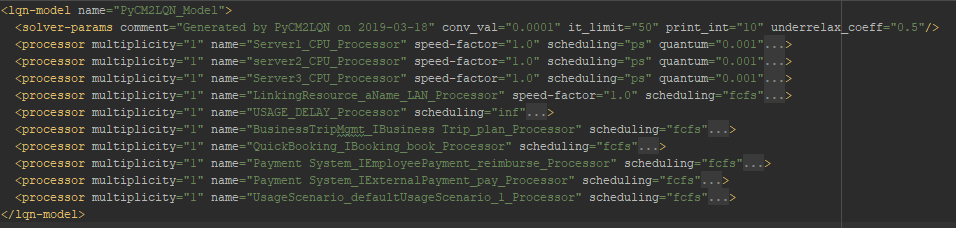 <lqn-model name="PyCM2LQN_Model">
<solver-params comment="Generated by PyCM2LQN on 2019-03-18" conv_val="0.0001" it_limit="50" print_int="10" underrelax_coeff="0.5"/>
<processor multiplicity="1" name="Server1_CPU_Processor" speed-factor="1.0" scheduling="ps" quantum="0.001"...>
<processor multiplicity="1" name="server2_CPU_Processor" speed-factor="1.0" scheduling="ps" quantum="0.001"...>
<processor multiplicity="1" name="Server3_CPU_Processor" speed-factor="1.0" scheduling="ps" quantum="0.001"...>
<processor multiplicity="1" name="LinkingResource_aName_LAN_Processor" speed-factor="1.0" scheduling="fcfs"...>
<processor multiplicity="1" name="USAGE_DELAY_Processor" scheduling="inf"...>
<processor multiplicity="1" name="BusinessTripMgmt_IBusiness Trip_plan_Processor" scheduling="fcfs"...>
<processor multiplicity="1" name="QuickBooking_IBooking_book_Processor" scheduling="fcfs"...>
<processor multiplicity="1" name="Payment System_IEmployeePayment_reimburse_Processor" scheduling="fcfs"...>
<processor multiplicity="1" name="Payment System_IExternalPayment_pay_Processor" scheduling="fcfs"...>
<processor multiplicity="1" name="UsageScenario_defaultUsageScenario_1_Processor" scheduling="fcfs"...>
</lqn-model>